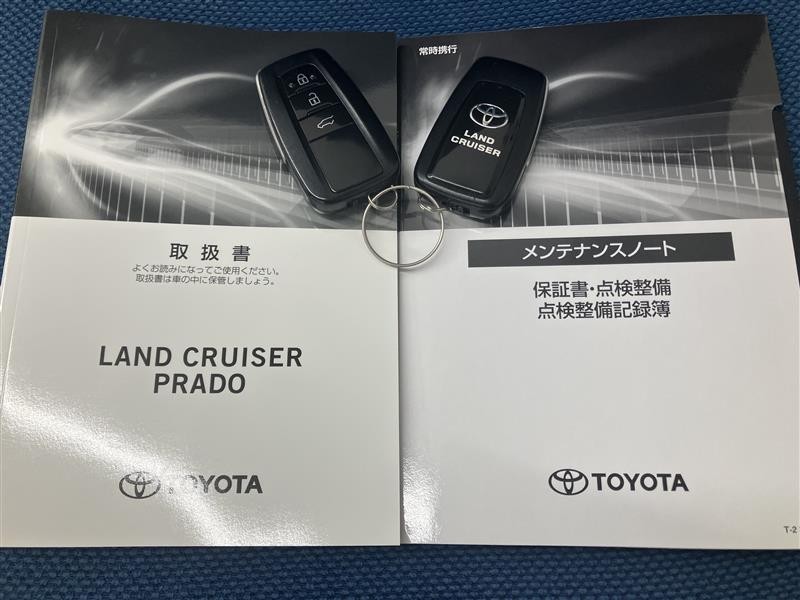 取扱書
よくお読みになってご使用ください。
取扱書は車の中に保管しましょう。
LAND CRUISER
PRADO
TOYOTA
LAND
CRUISER
常時携行
メンテナンスノート
保証書・点検整備
点検整備記録簿
TOYOTA
T-2